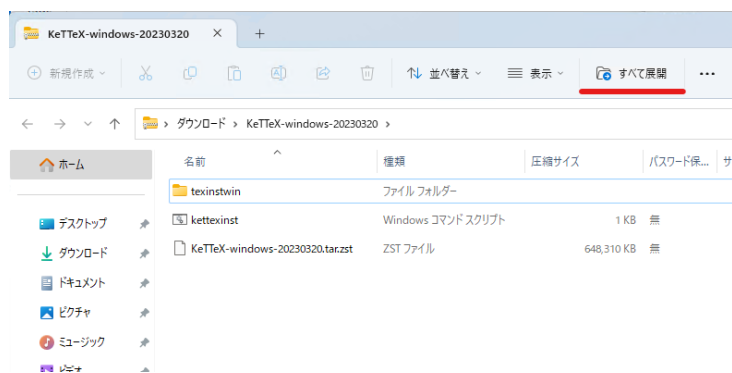 KeTTeX-windows-20230320
新規作成
並べ替え
表示
すべて展開
ダウンロード > KeTTeX-windows-20230320 >
ホーム
名前 種類 圧縮サイズ パスワード保... サ
texinstwin ファイル フォルダー
デスクトップ kettexinst Windows コマンド スクリプト 1 KB 無
ダウンロード KeTTeX-windows-20230320.tar.zst ZST ファイル 648,310 KB 無
ドキュメント
ピクチャ
ミュージック
ビデオ